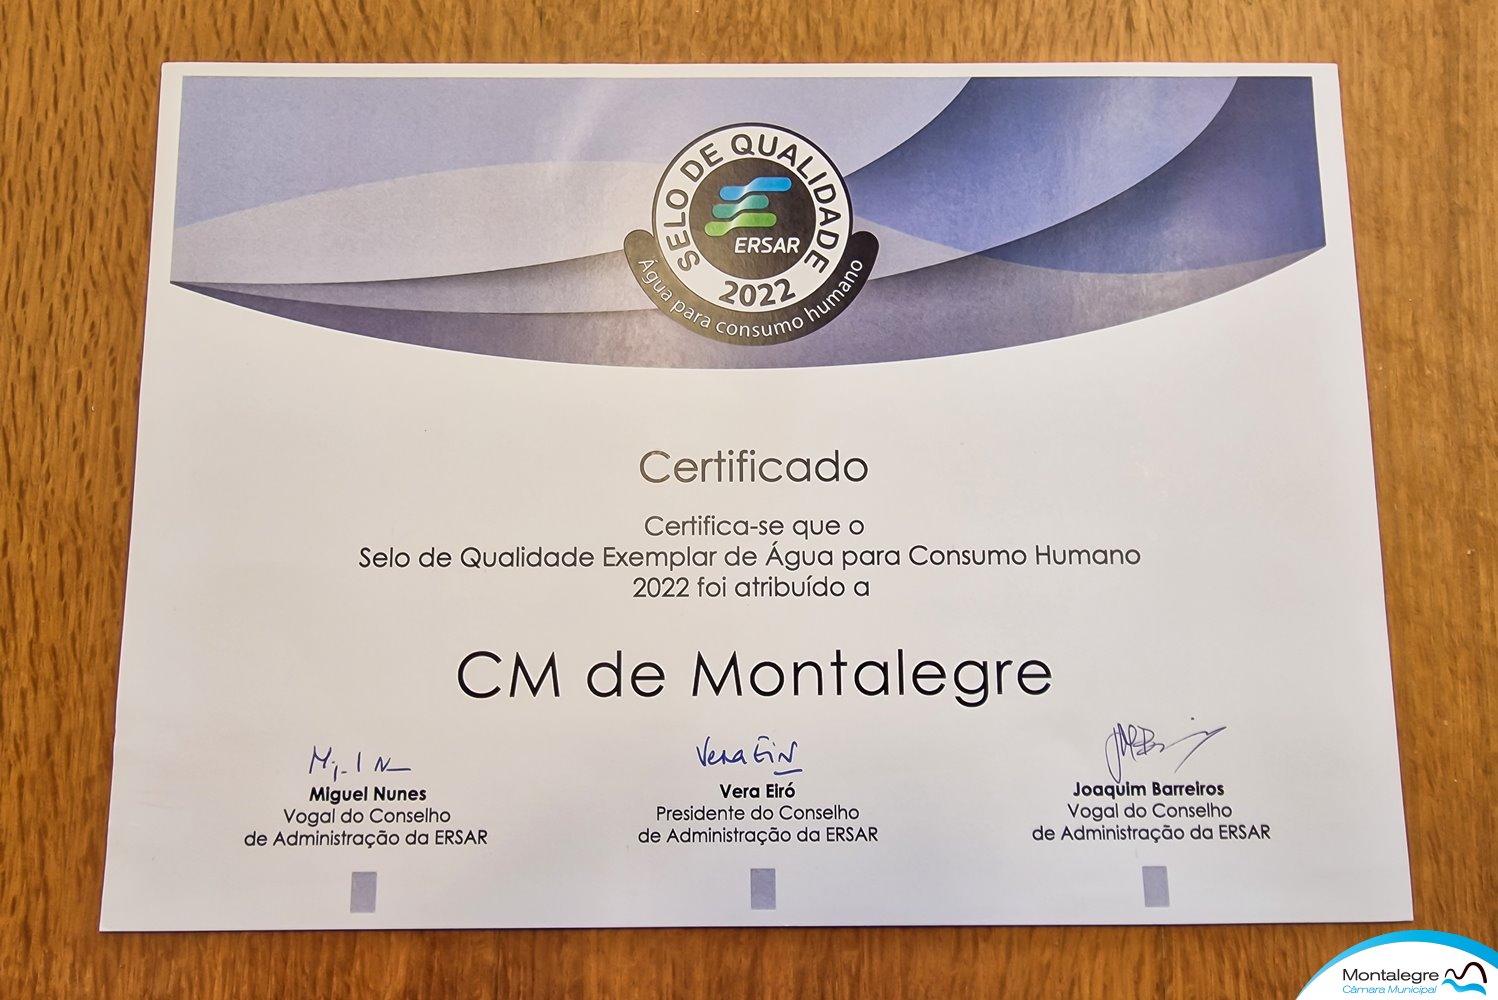 SELO DE QUALIDADE
ERSAR
2022
Água para consumo humano
Certificado
Certifica-se que o
Selo de Qualidade Exemplar de Água para Consumo Humano
2022 foi atribuído a
CM de Montalegre
Vera Eiró
Miguel Nunes
Vera Eiró
Joaquim Barreiros
Vogal do Conselho
Presidente do Conselho
Vogal do Conselho
de Administração da ERSAR
de Administração da ERSAR
de Administração da ERSAR
Montalegre
Câmara Municipal